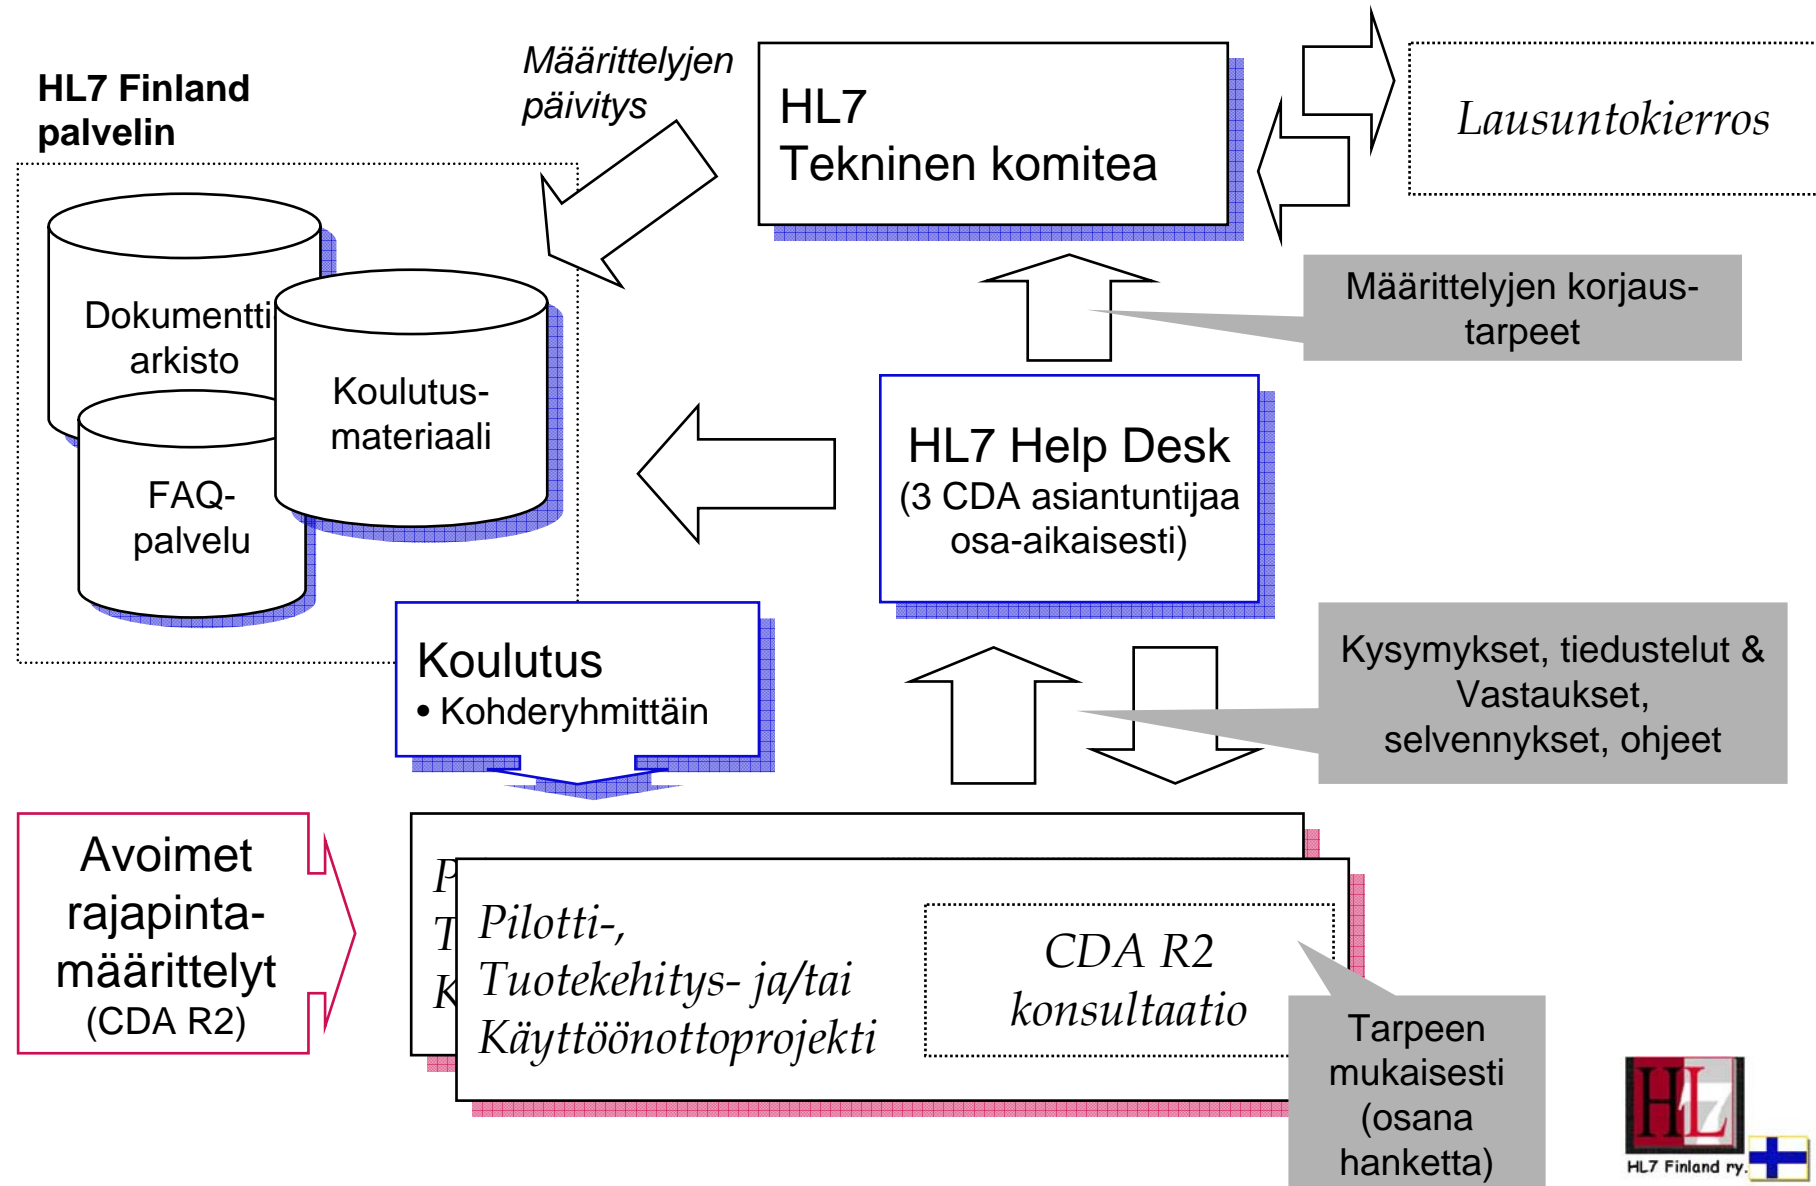 HL7 Finland
palvelin
Määrittelyjen
päivitys
HL7
Tekninen komitea
Lausuntokierros
Dokumentti
arkisto
Koulutus-
materiaali
FAQ-
palvelu
Määrittelyjen korjaus-
tarpeet
HL7 Help Desk
(3 CDA asiantuntijaa
osa-aikaisesti)
Koulutus
• Kohderyhmittäin
Kysymykset, tiedustelut &
Vastaukset,
selvennykset, ohjeet
Avoimet
rajapinta-
määrittelyt
(CDA R2)
P
T
K
Pilotti-,
Tuotekehitys- ja/tai
Käyttöönottoprojekti
CDA R2
konsultaatio
Tarpeen
mukaisesti
(osana
hanketta)
HL7
HL7 Finland ry.